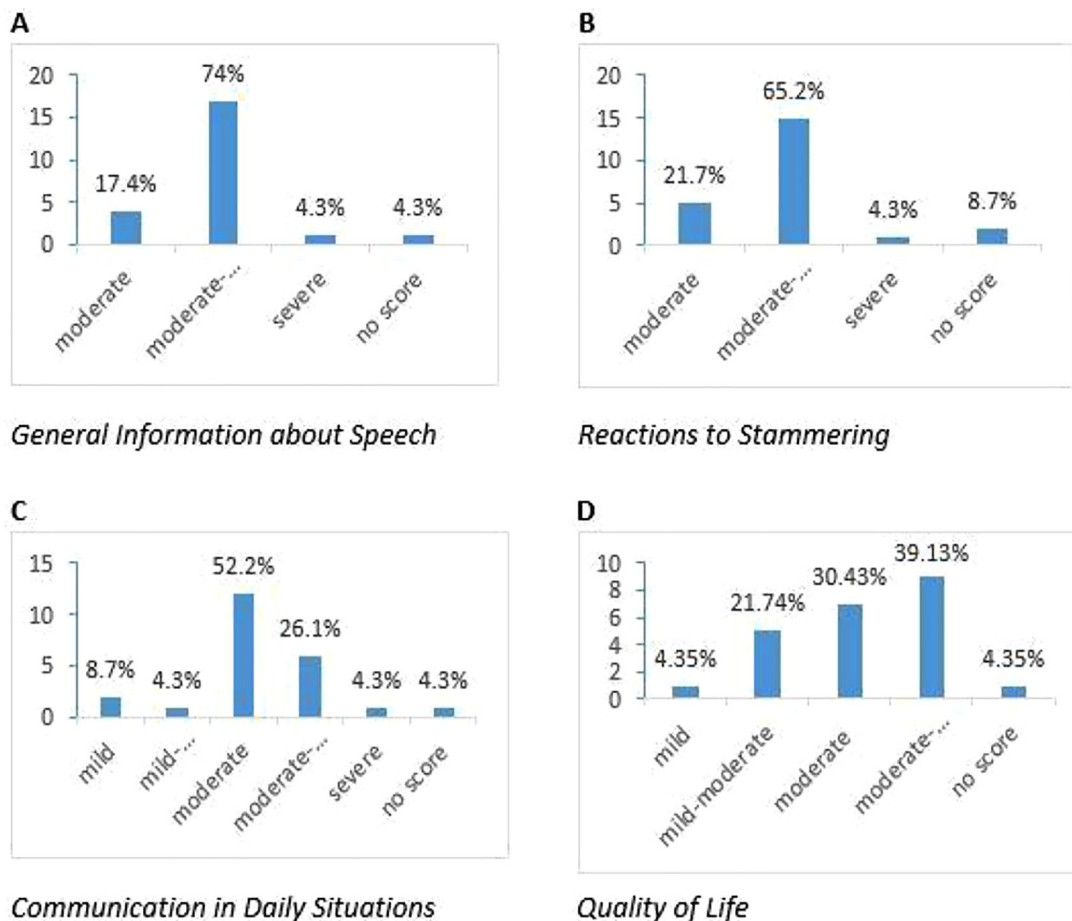 A
20
15
10
5
0
17.4%
74%
4.3%
4.3%
moderate
moderate-...
severe
no score
General Information about Speech
B
20
15
10
5
0
21.7%
65.2%
4.3%
8.7%
moderate
moderate-...
severe
no score
Reactions to Stammering
C
15
10
5
0
8.7%
4.3%
52.2%
26.1%
4.3%
4.3%
mild
mild-...
moderate
moderate-...
severe
no score
Communication in Daily Situations
D
10
8
6
4
2
0
4.35%
21.74%
30.43%
39.13%
4.35%
mild
mild-moderate
moderate
moderate-...
no score
Quality of Life